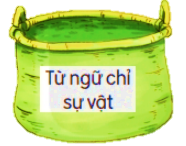 Từ ngữ chỉ
sự vật